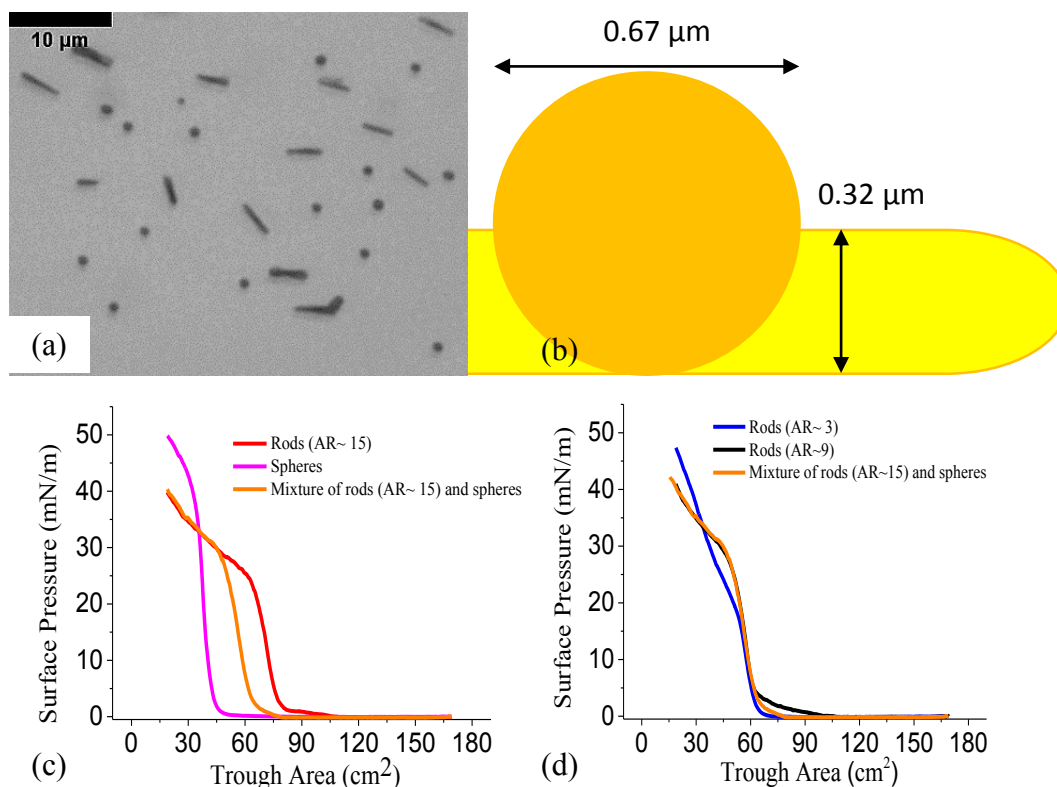 10 μm
(a)
0.67 μm
0.32 μm
(b)
Surface Pressure (mN/m)
50
40
30
20
10
0
Rods (AR~ 15)
Spheres
Mixture of rods (AR~ 15) and spheres
0 30 60 90 120 150 180
Trough Area (cm²)
(c)
Surface Pressure (mN/m)
50
40
30
20
10
0
Rods (AR~ 3)
Rods (AR~9)
Mixture of rods (AR~15) and spheres
0 30 60 90 120 150 180
Trough Area (cm²)
(d)